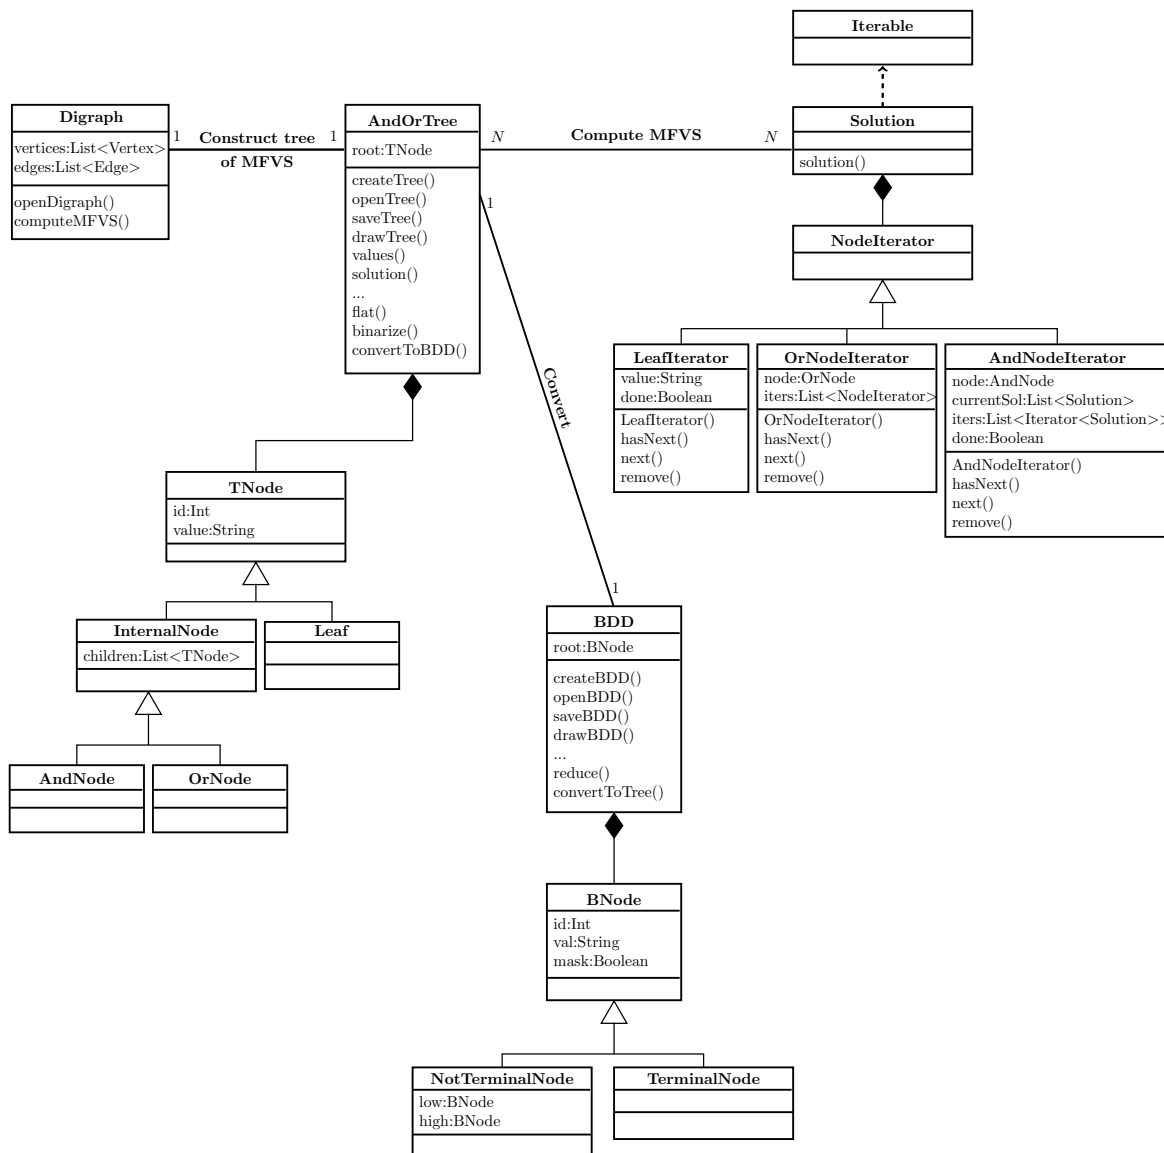 Iterable
Digraph
vertices:List<Vertex>
edges:List<Edge>
openDigraph()
computeMFVS()
1
Construct tree
of MFVS
1
AndOrTree
root:TNode
createTree()
openTree()
saveTree()
drawTree()
values()
solution()
...
flat()
binarize()
convertToBDD()
N
Compute MFVS
N
Solution
solution()
NodeIterator
LeafIterator
value:String
done:Boolean
LeafIterator()
hasNext()
next()
remove()
OrNodeIterator
node:OrNode
iters:List<NodeIterator>
OrNodeIterator()
hasNext()
next()
remove()
AndNodeIterator
node:AndNode
currentSol:List<Solution>
iters:List<Iterator<Solution>>
done:Boolean
AndNodeIterator()
hasNext()
next()
remove()
1
Convert
1
TNode
id:Int
value:String
InternalNode
children:List<TNode>
Leaf
AndNode
OrNode
BDD
root:BNode
createBDD()
openBDD()
saveBDD()
drawBDD()
...
reduce()
convertToTree()
BNode
id:Int
val:String
mask:Boolean
NotTerminalNode
low:BNode
high:BNode
TerminalNode